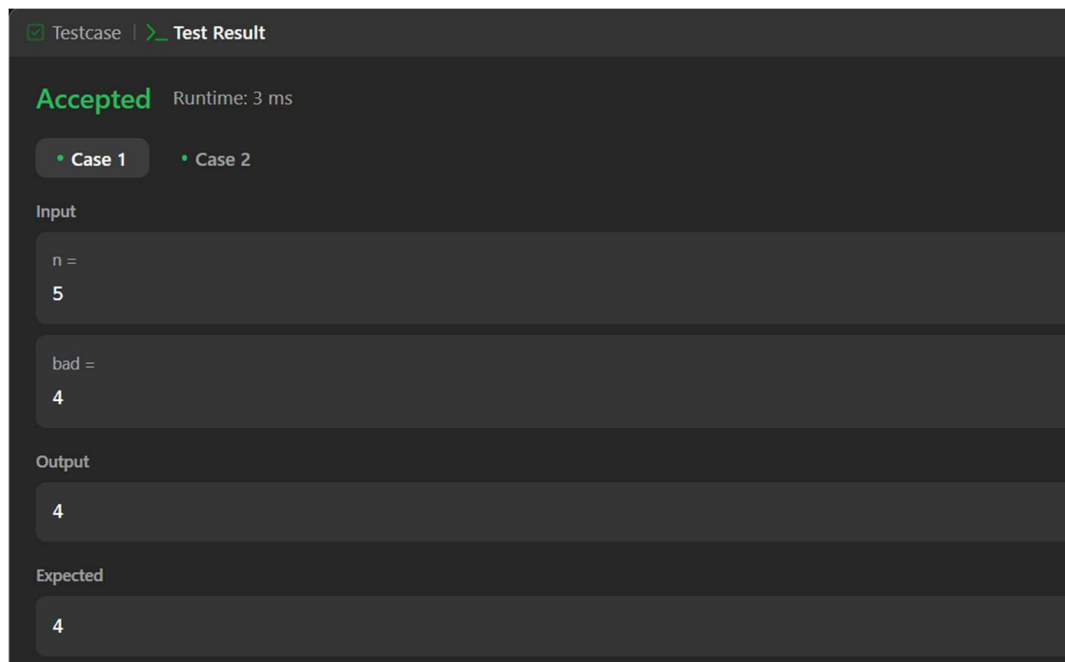 Testcase | >_ Test Result
Accepted Runtime: 3 ms
• Case 1 • Case 2
Input
n =
5
bad =
4
Output
4
Expected
4